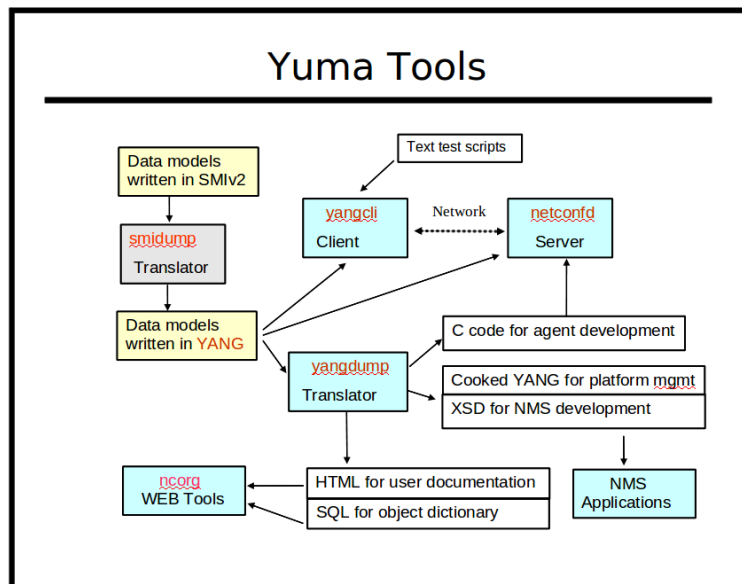 Yuma Tools
Text test scripts
Data models
written in SMIv2
yangcli
Client
Network
netconfd
Server
smidump
Translator
Data models
written in YANG
C code for agent development
yangdump
Translator
Cooked YANG for platform mgmt
XSD for NMS development
ncorg
WEB Tools
HTML for user documentation
SQL for object dictionary
NMS
Applications